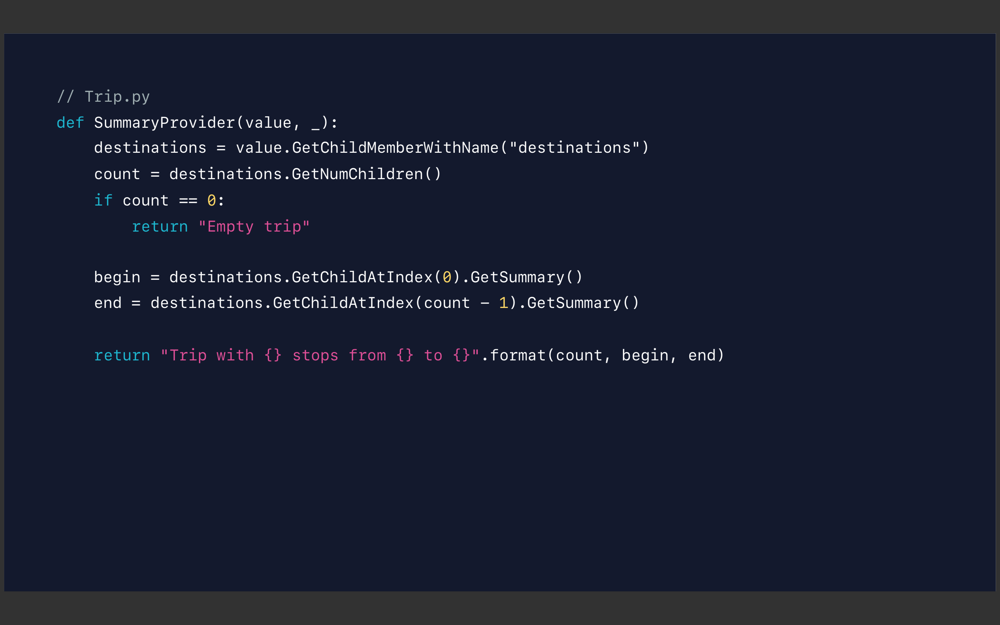 // Trip.py
def SummaryProvider(value, _):
    destinations = value.GetChildMemberWithName("destinations")
    count = destinations.GetNumChildren()
    if count == 0:
        return "Empty trip"

    begin = destinations.GetChildAtIndex(0).GetSummary()
    end = destinations.GetChildAtIndex(count - 1).GetSummary()

    return "Trip with {} stops from {} to {}".format(count, begin, end)